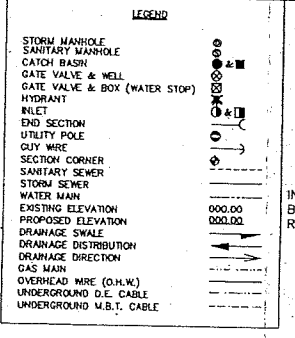 LEGEND
STORM MANHOLE
SANITARY MANHOLE
CATCH BASIN &
GATE VALVE & WELL
GATE VALVE & BOX (WATER STOP)
HYDRANT
INLET &
END SECTION
UTILITY POLE
GUY WIRE
SECTION CORNER
SANITARY SEWER
STORM SEWER
WATER MAIN
EXISTING ELEVATION 000.00
PROPOSED ELEVATION 000.00
DRAINAGE SWALE
DRAINAGE DISTRIBUTION
DRAINAGE DIRECTION
GAS MAIN
OVERHEAD WIRE (O.H.W.)
UNDERGROUND D.E. CABLE
UNDERGROUND M.B.T. CABLE
IN
B
R